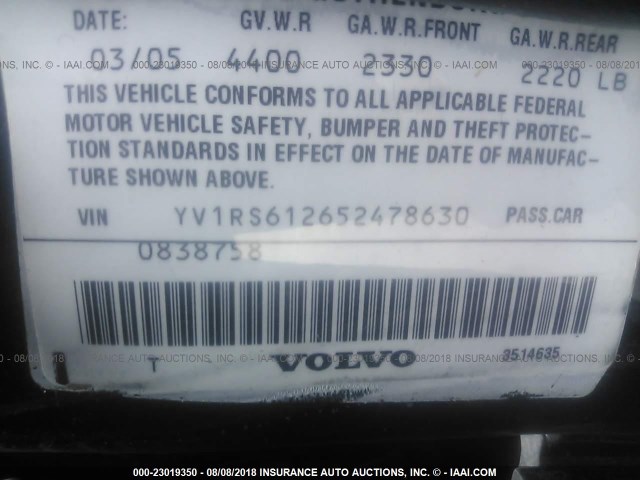 DATE: G.V.W.R GA.W.R.FRONT GA.W.R.REAR
03/05 4400 2330 2220 LB
THIS VEHICLE CONFORMS TO ALL APPLICABLE FEDERAL
MOTOR VEHICLE SAFETY, BUMPER AND THEFT PROTEC-
TION STANDARDS IN EFFECT ON THE DATE OF MANUFAC-
TURE SHOWN ABOVE.
VIN YV1RS612652478630 PASS.CAR
0838758
T VOLVO 3514635
000-23019350 - 08/08/2018 INSURANCE AUTO AUCTIONS, INC. - © IAAI.COM